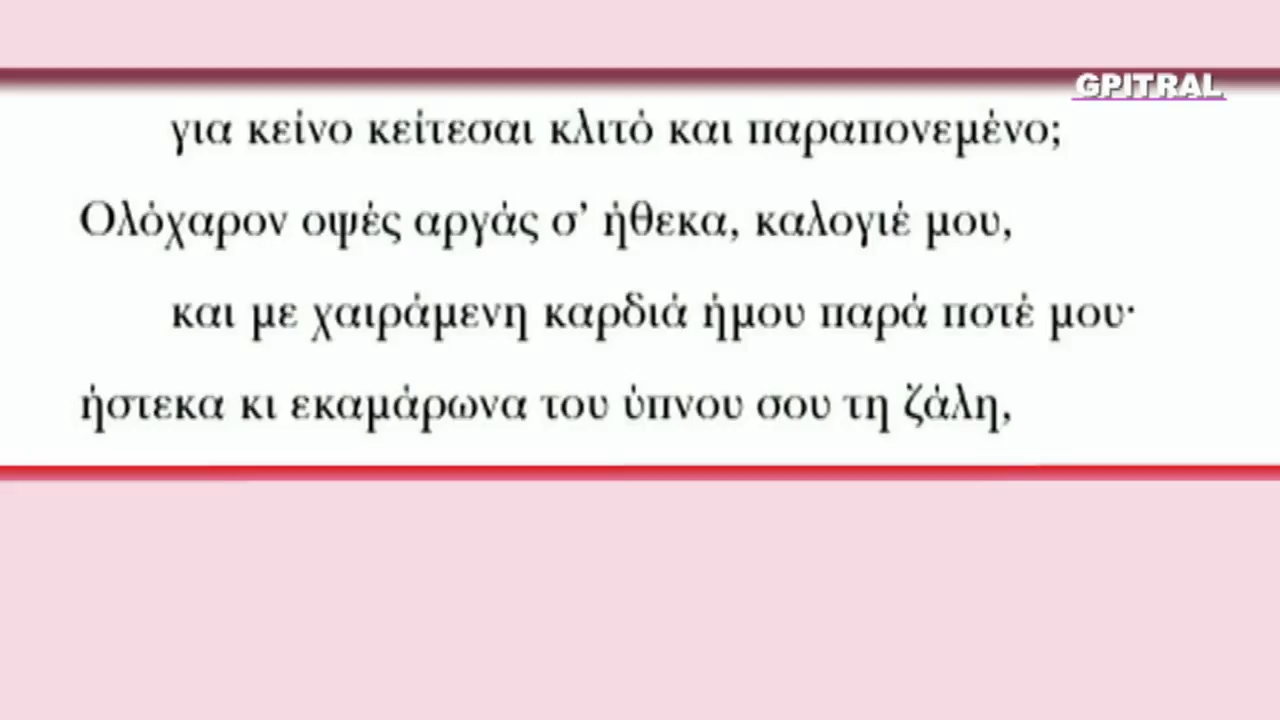 GPITRAL
για κείνο κείτεσαι κλιτό και παραπονεμένο;
Ολόχαρον οψές αργάς σ’ ήθεκα, καλογιέ μου,
και με χαιράμενη καρδιά ήμου παρά ποτέ μου·
ήστεκα κι εκαμάρωνα του ύπνου σου τη ζάλη,